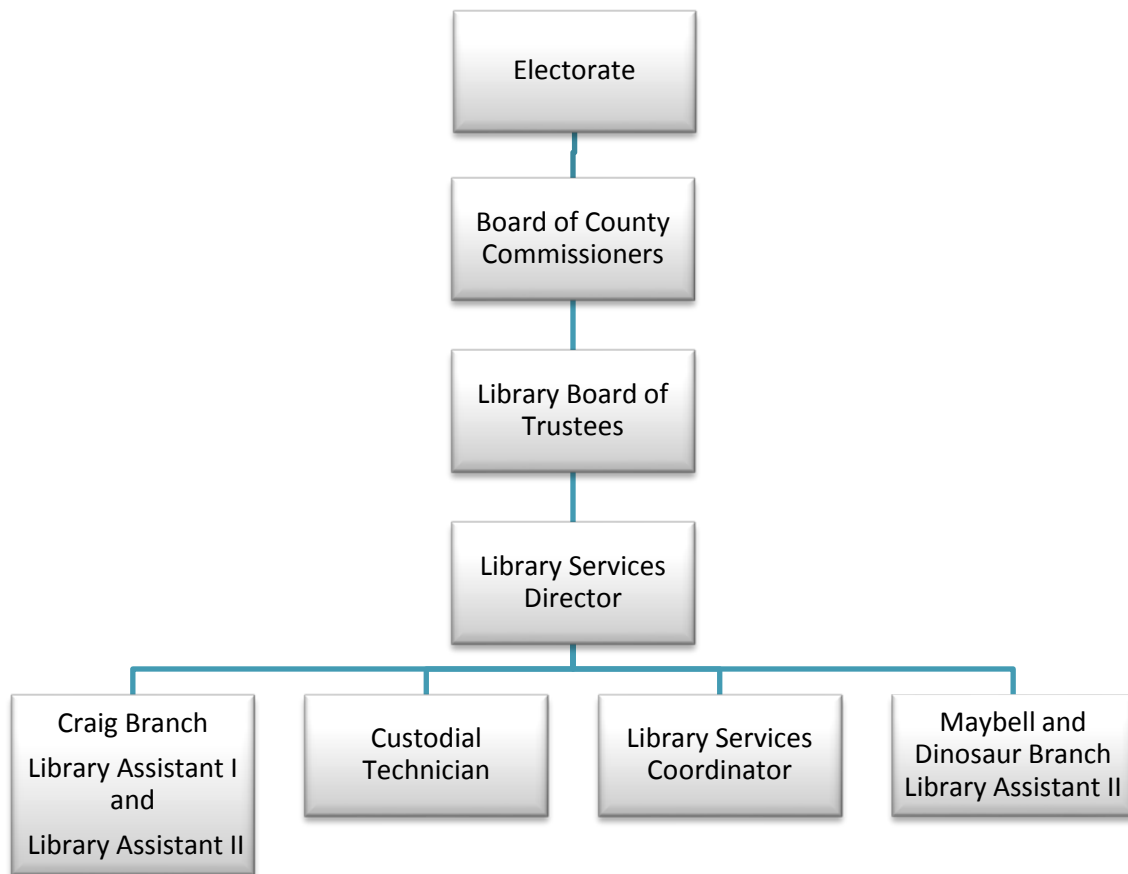 Electorate
Board of County
Commissioners
Library Board of
Trustees
Library Services
Director
Craig Branch
Library Assistant I
and
Library Assistant II
Custodial
Technician
Library Services
Coordinator
Maybell and
Dinosaur Branch
Library Assistant II